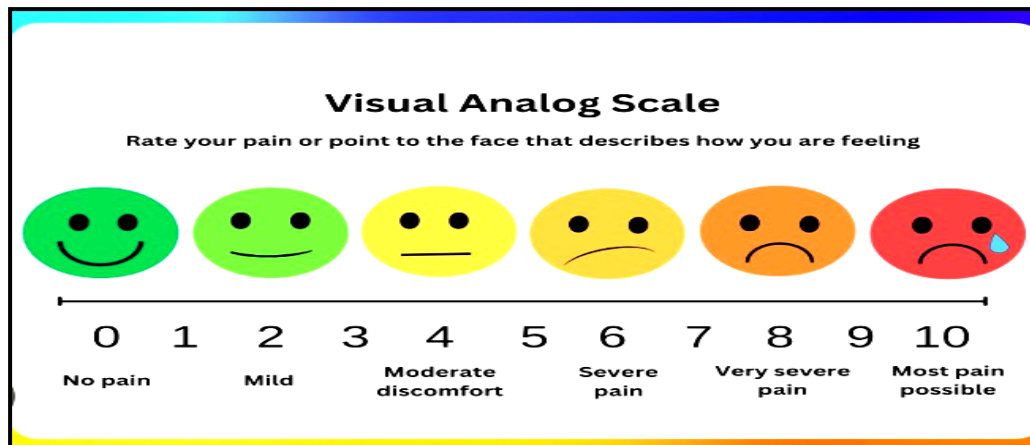 Visual Analog Scale
Rate your pain or point to the face that describes how you are feeling
0 1 2 3 4 5 6 7 8 9 10
No pain
Mild
Moderate
discomfort
Severe
pain
Very severe
pain
Most pain
possible